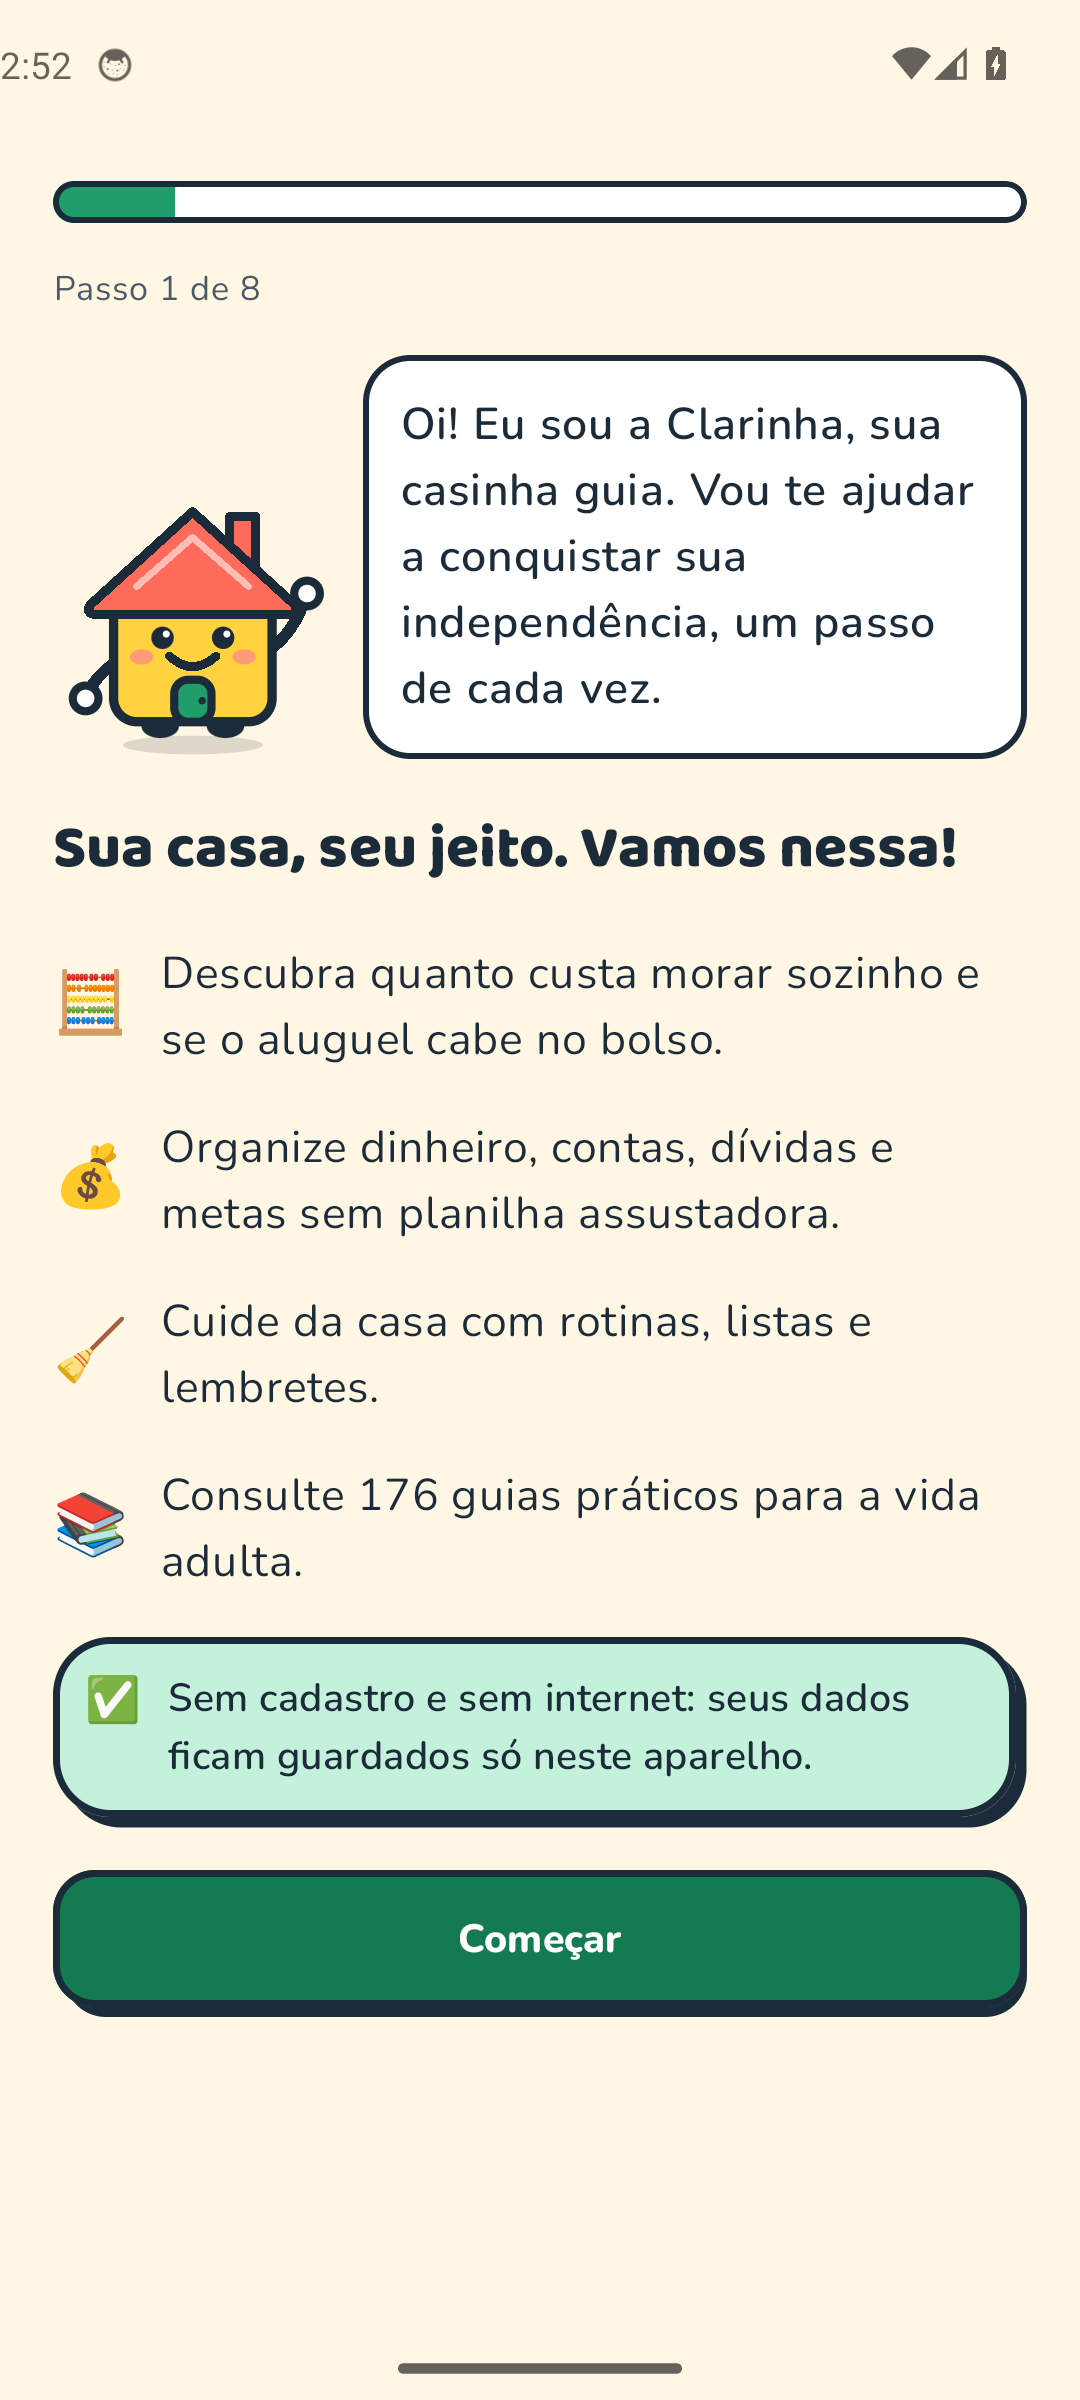 2:52
Passo 1 de 8
Oi! Eu sou a Clarinha, sua
casinha guia. Vou te ajudar
a conquistar sua
independência, um passo
de cada vez.
Sua casa, seu jeito. Vamos nessa!
Descubra quanto custa morar sozinho e
se o aluguel cabe no bolso.
Organize dinheiro, contas, dívidas e
metas sem planilha assustadora.
Cuide da casa com rotinas, listas e
lembretes.
Consulte 176 guias práticos para a vida
adulta.
Sem cadastro e sem internet: seus dados
ficam guardados só neste aparelho.
Começar